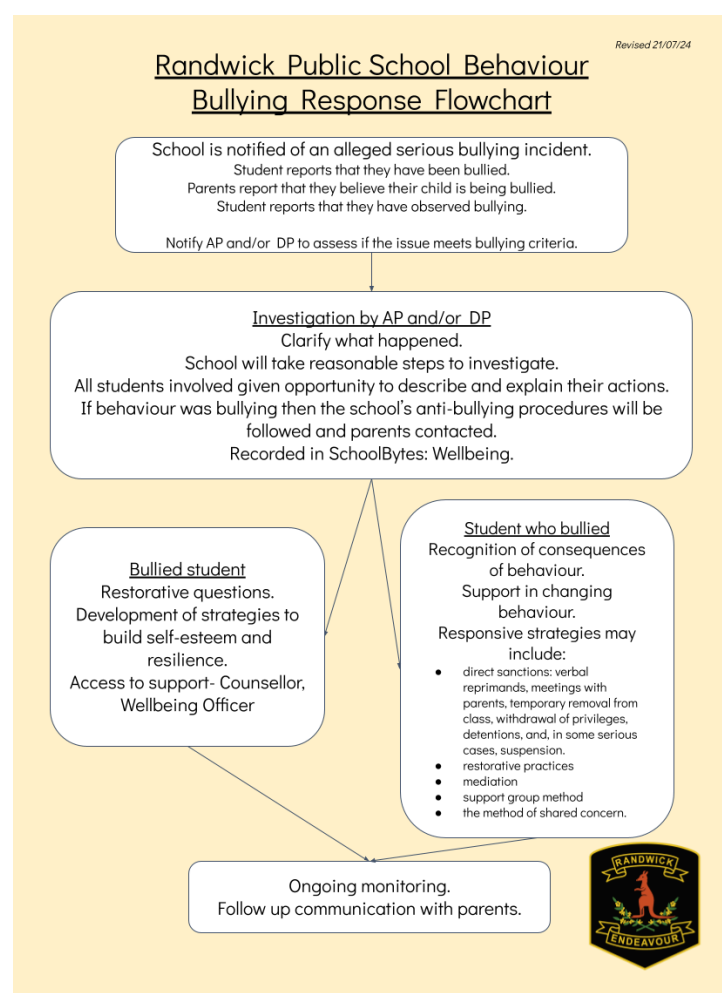 Revised 21/07/24
Randwick Public School Behaviour
Bullying Response Flowchart
School is notified of an alleged serious bullying incident.
Student reports that they have been bullied.
Parents report that they believe their child is being bullied.
Student reports that they have observed bullying.
Notify AP and/or DP to assess if the issue meets bullying criteria.
Investigation by AP and/or DP
Clarify what happened.
School will take reasonable steps to investigate.
All students involved given opportunity to describe and explain their actions.
If behaviour was bullying then the school's anti-bullying procedures will be
followed and parents contacted.
Recorded in SchoolBytes: Wellbeing.
Bullied student
Restorative questions.
Development of strategies to
build self-esteem and
resilience.
Access to support- Counsellor,
Wellbeing Officer
Student who bullied
Recognition of consequences
of behaviour.
Support in changing
behaviour.
Responsive strategies may
include:
● direct sanctions: verbal
reprimands, meetings with
parents, temporary removal from
class, withdrawal of privileges,
detentions, and, in some serious
cases, suspension.
● restorative practices
● mediation
● support group method
● the method of shared concern.
Ongoing monitoring.
Follow up communication with parents.
RANDWICK
ENDEAVOUR